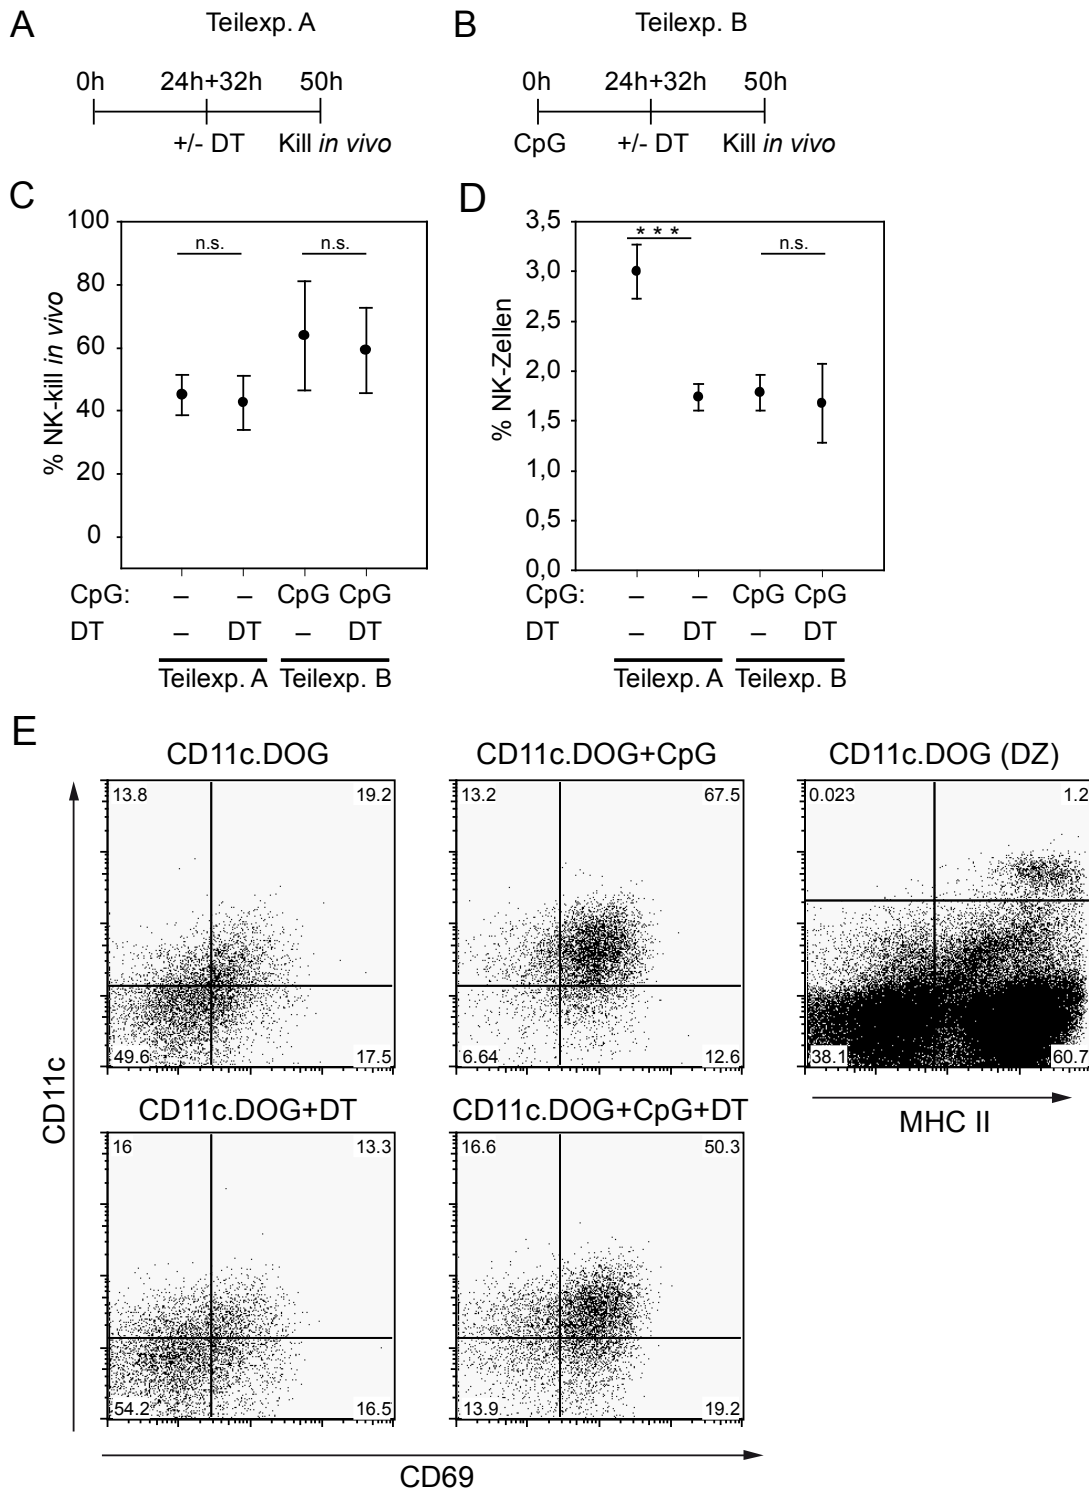 A Teilexp. A
0h 24h+32h 50h
+/- DT Kill in vivo
B Teilexp. B
0h 24h+32h 50h
CpG +/- DT Kill in vivo
C
% NK-kill in vivo
100
80
60
40
20
0
n.s. n.s.
CpG: – – CpG CpG
DT – DT – DT
Teilexp. A Teilexp. B
D
% NK-Zellen
3,5
3,0
2,5
2,0
1,5
1,0
0,5
0,0
* * * n.s.
CpG: – – CpG CpG
DT – DT – DT
Teilexp. A Teilexp. B
E
CD11c
CD11c.DOG
13.8 19.2
49.6 17.5
CD11c.DOG+CpG
13.2 67.5
6.64 12.6
CD11c.DOG (DZ)
0.023 1.2
38.1 60.7
MHC II
CD11c.DOG+DT
16 13.3
54.2 16.5
CD11c.DOG+CpG+DT
16.6 50.3
13.9 19.2
CD69